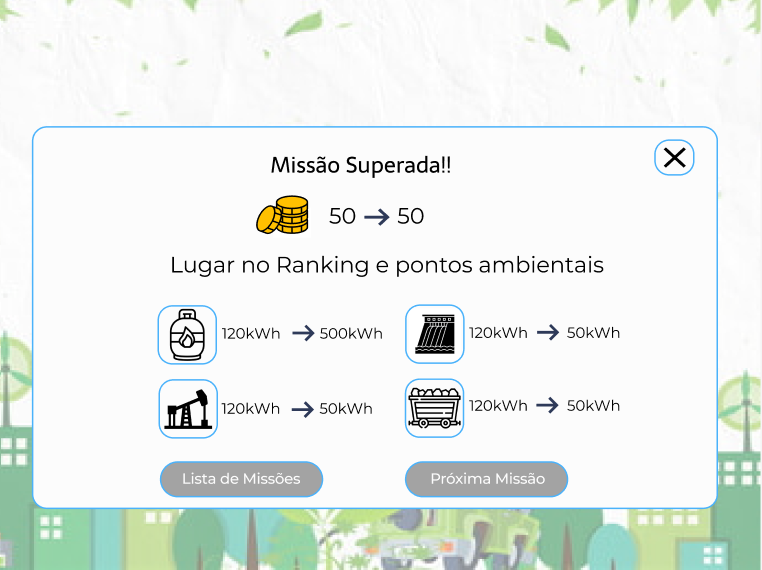 Missão Superada!!
50 → 50
Lugar no Ranking e pontos ambientais
120kWh → 500kWh
120kWh → 50kWh
120kWh → 50kWh
120kWh → 50kWh
Lista de Missões
Próxima Missão